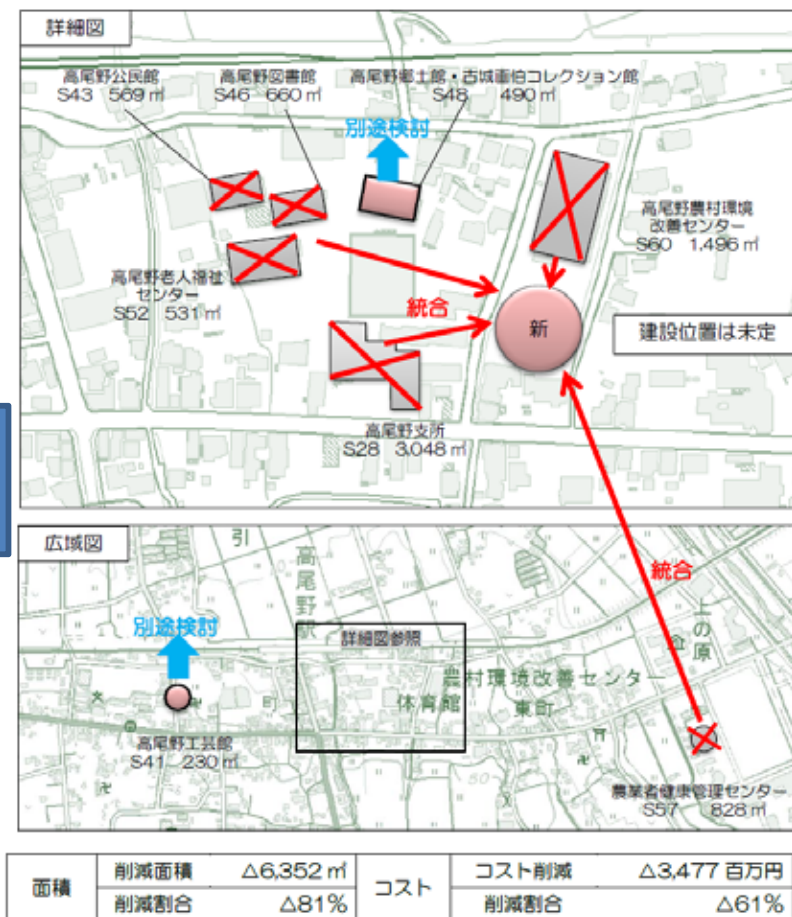 詳細図
高尾野公民館
S43 569㎡
高尾野図書館
S46 660㎡
高尾野郷土館・古城画伯コレクション館
S48 490㎡
別途検討
高尾野農村環境
改善センター
S60 1,496㎡
高尾野老人福祉
センター
S52 531㎡
統合
新
建設位置は未定
高尾野支所
S28 3,048㎡
広域図
引
高尾野駅
統合
上の原
別途検討
詳細図参照
農村環境改善センター
体育館
東町
町
高尾野工芸館
S41 230㎡
50
農業者健康管理センター
S57 828㎡
面積 削減面積 △6,352㎡ コスト コスト削減 △3,477百万円
削減割合 △81% 削減割合 △61%